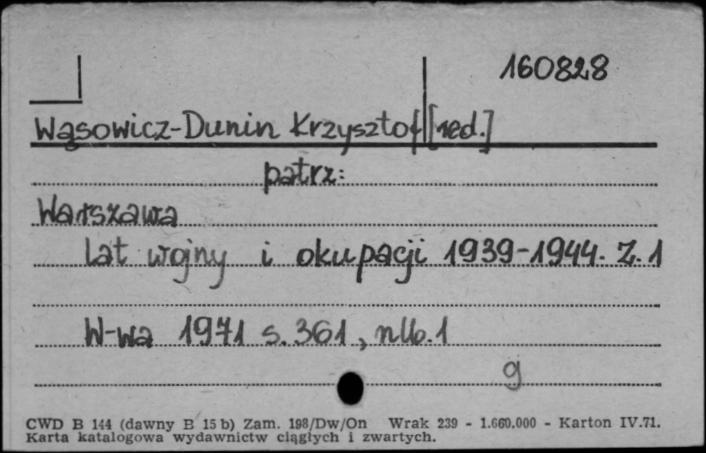 160828
Wąsowicz-Dunin Krzysztof [red.]
patrz:
Warszawa
lat wojny i okupacji 1939-1944. Z. 1
W-wa 1971 s. 361, nlb. 1
g
CWD B 144 (dawny B 15 b) Zam. 198/Dw/On Wrak 239 - 1.660.000 - Karton IV.71.
Karta katalogowa wydawnictw ciągłych i zwartych.